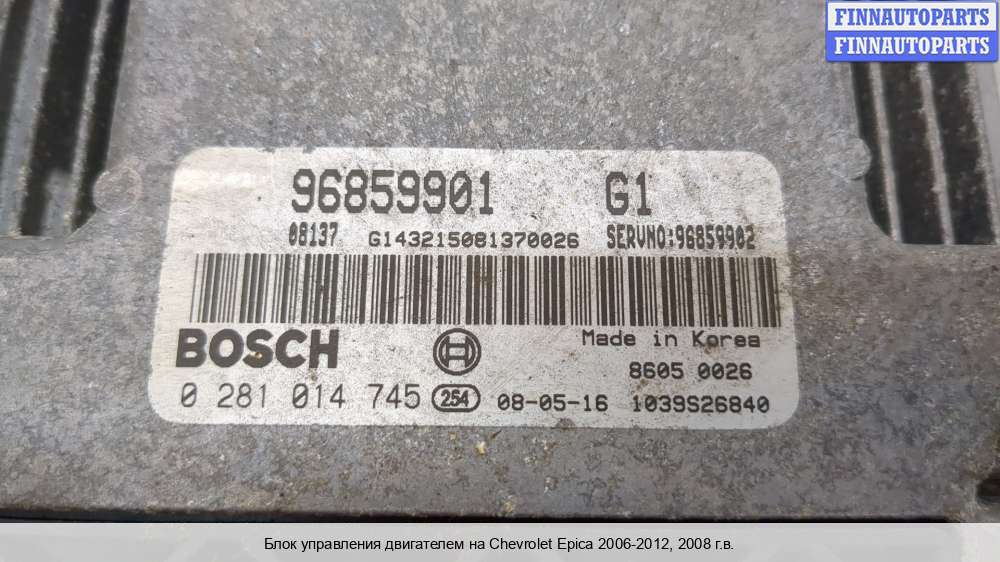 FINNAUTOPARTS
FINNAUTOPARTS
96859901 G1
08137 G143215081370026 SERVNO:96859902
BOSCH
Made in Korea
8605 0026
0 281 014 745 254 08-05-16 1039S26840
Блок управления двигателем на Chevrolet Epica 2006-2012, 2008 г.в.